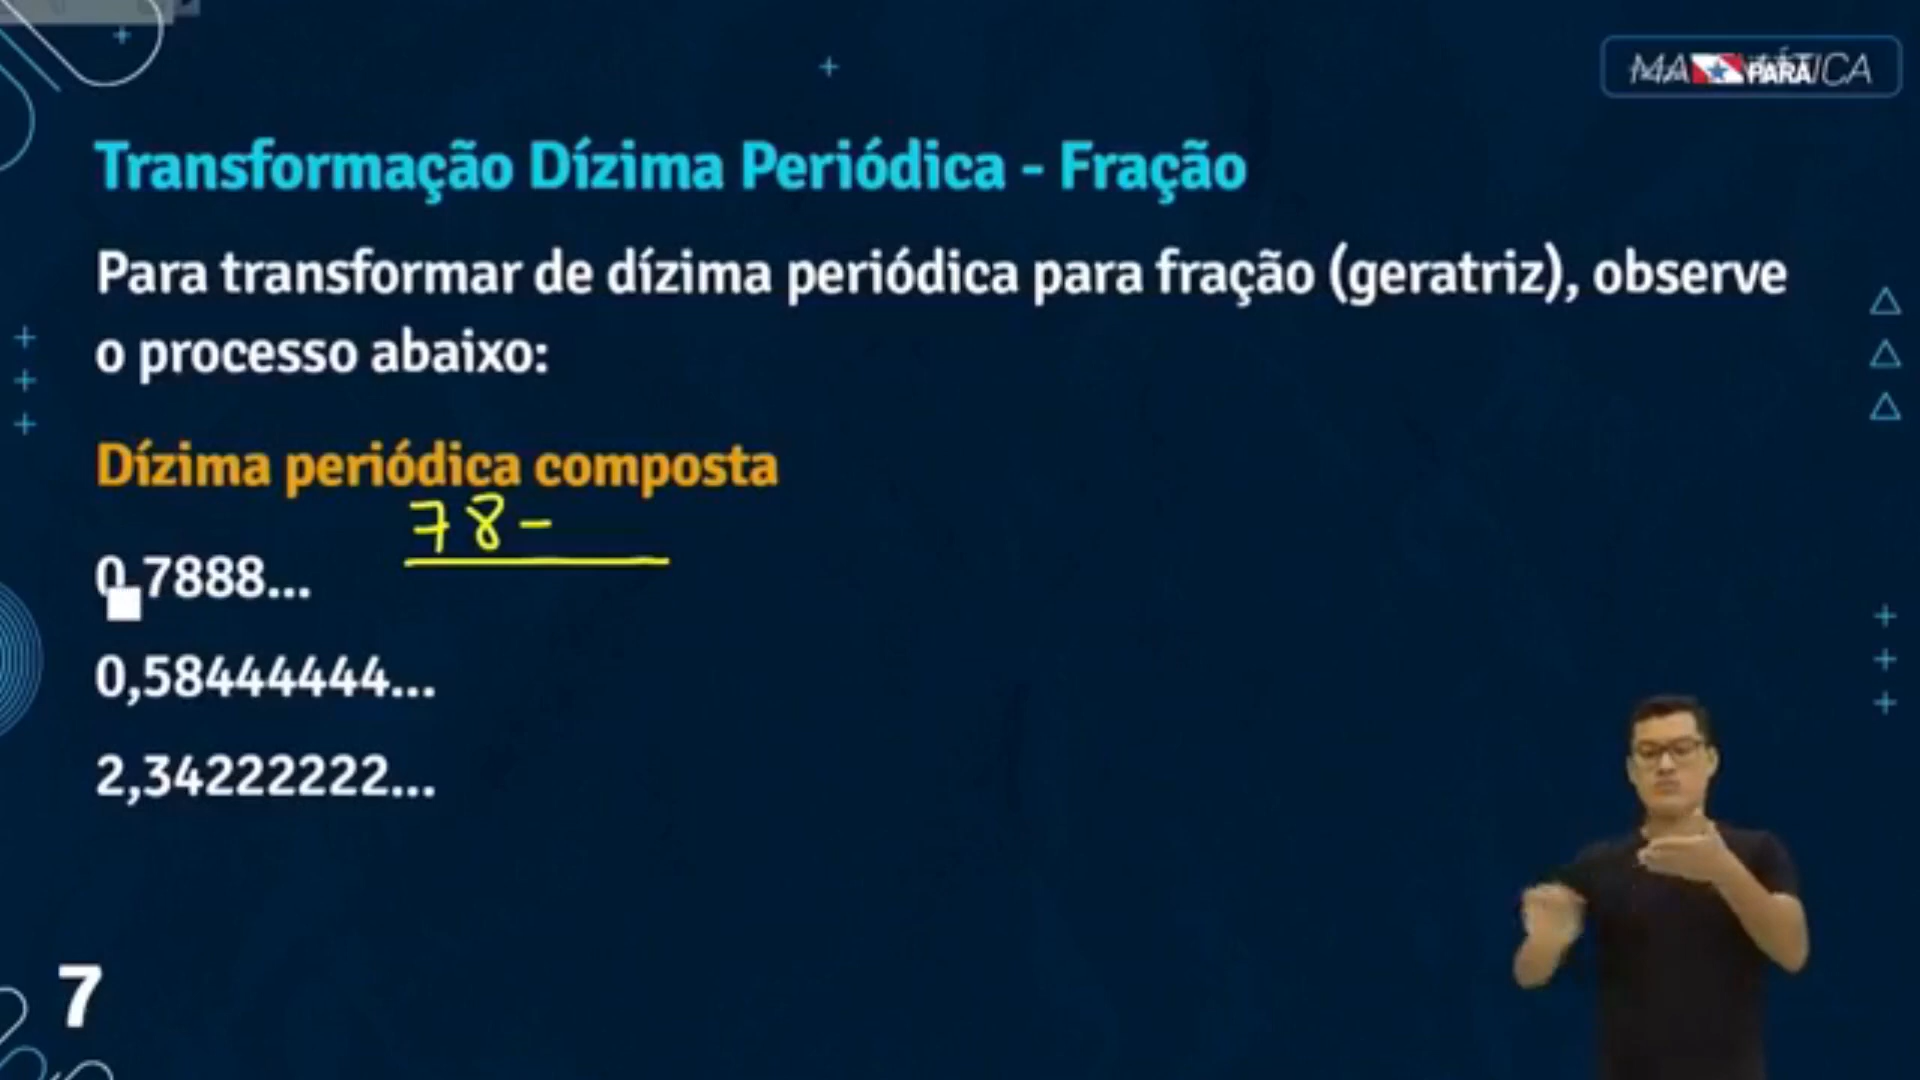 PARÁ
Transformação Dízima Periódica - Fração
Para transformar de dízima periódica para fração (geratriz), observe
o processo abaixo:
Dízima periódica composta
78-
0,7888...
0,58444444...
2,34222222...
7